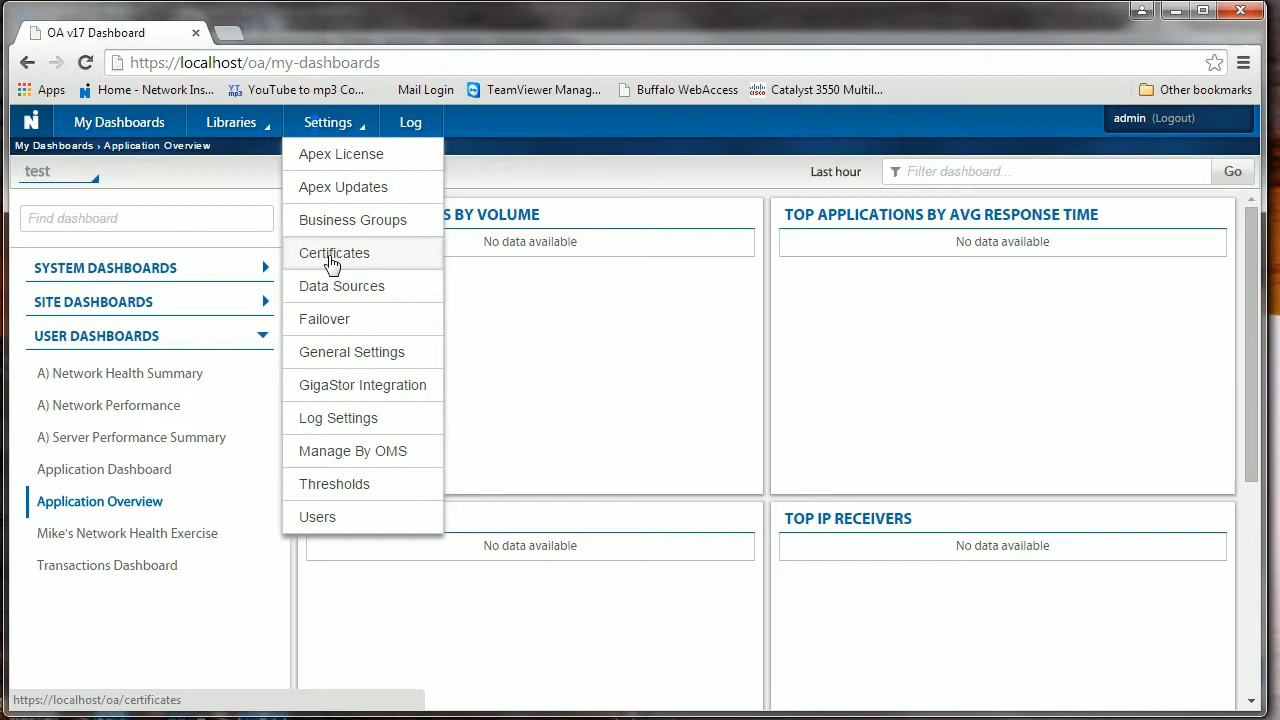 OA v17 Dashboard
https://localhost/oa/my-dashboards
Apps Home - Network Ins... YouTube to mp3 Co... Mail Login TeamViewer Manag... Buffalo WebAccess Catalyst 3550 Multil... Other bookmarks
My Dashboards Libraries Settings Log admin (Logout)
My Dashboards › Application Overview
test Last hour Filter dashboard... Go
Find dashboard
SYSTEM DASHBOARDS
SITE DASHBOARDS
USER DASHBOARDS
A) Network Health Summary
A) Network Performance
A) Server Performance Summary
Application Dashboard
Application Overview
Mike's Network Health Exercise
Transactions Dashboard
Apex License
Apex Updates
Business Groups
Certificates
Data Sources
Failover
General Settings
GigaStor Integration
Log Settings
Manage By OMS
Thresholds
Users
S BY VOLUME
No data available
TOP APPLICATIONS BY AVG RESPONSE TIME
No data available
No data available
TOP IP RECEIVERS
No data available
https://localhost/oa/certificates